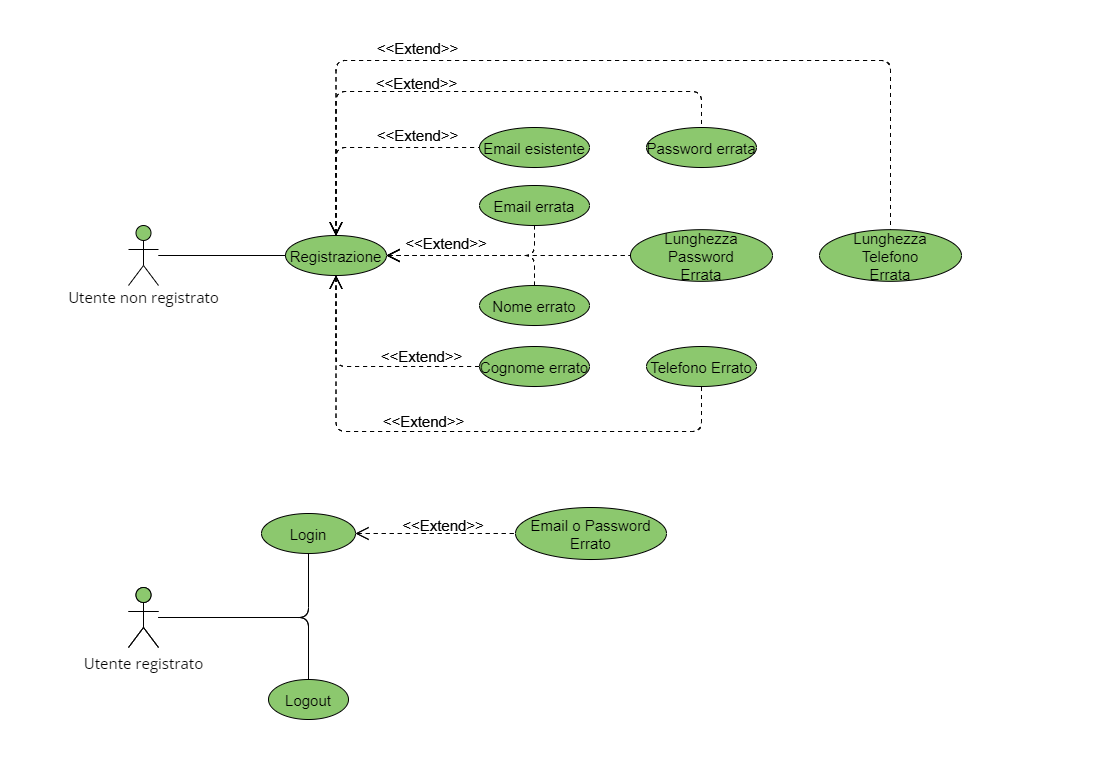 <<Extend>>
<<Extend>>
<<Extend>>
Email esistente
Password errata
Email errata
Lunghezza
Password
Errata
Lunghezza
Telefono
Errata
<<Extend>>
Registrazione
Utente non registrato
Nome errato
<<Extend>>
Cognome errato
Telefono Errato
<<Extend>>
Login
<<Extend>>
Email o Password
Errato
Utente registrato
Logout